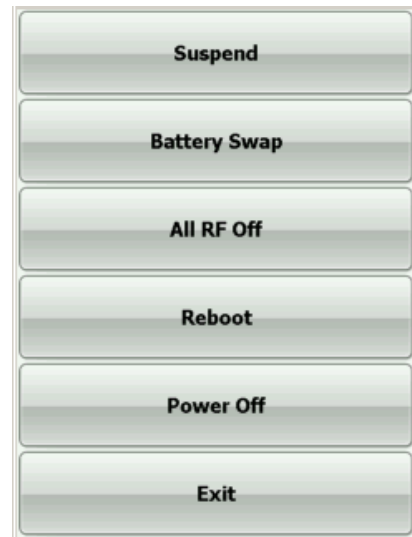 Suspend
Battery Swap
All RF Off
Reboot
Power Off
Exit